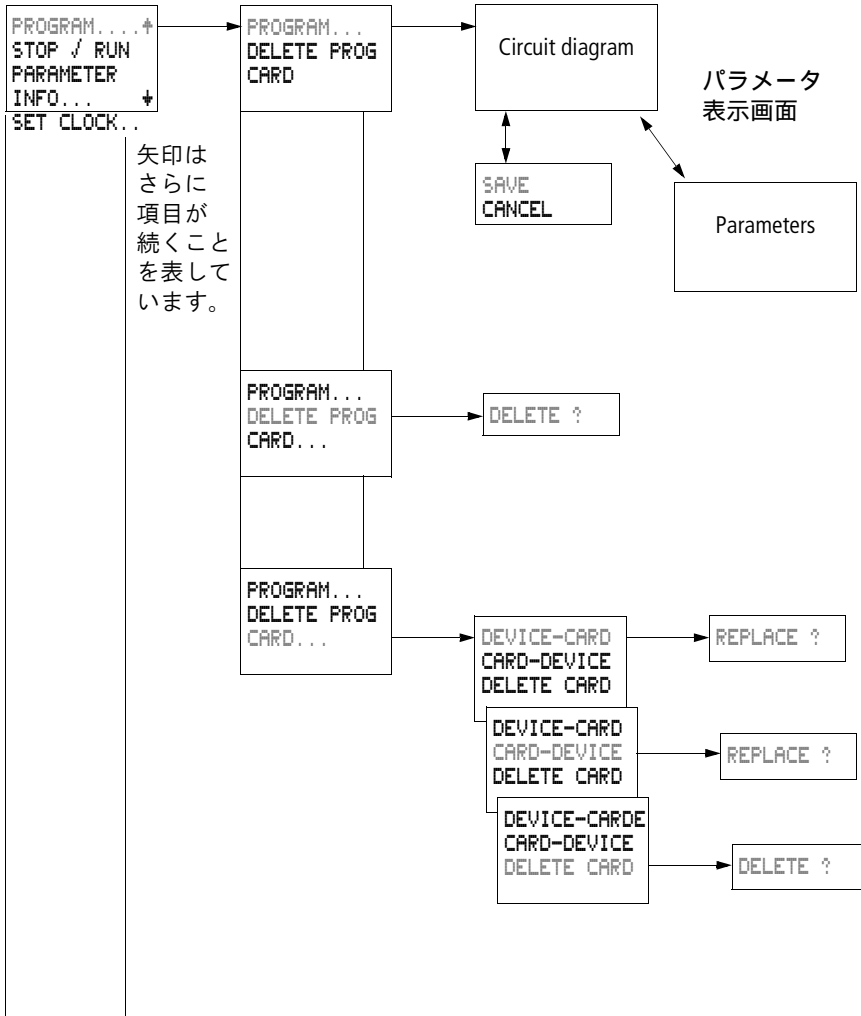 PROGRAM....↑
STOP √ RUN
PARAMETER
INFO... ↓
SET CLOCK..
矢印は
さらに
項目が
続くこと
を表して
います。
PROGRAM...
DELETE PROG
CARD
Circuit diagram
パラメータ
表示画面
SAVE
CANCEL
Parameters
PROGRAM...
DELETE PROG
CARD...
DELETE ?
PROGRAM...
DELETE PROG
CARD...
DEVICE-CARD
CARD-DEVICE
DELETE CARD
REPLACE ?
DEVICE-CARD
CARD-DEVICE
DELETE CARD
REPLACE ?
DEVICE-CARDE
CARD-DEVICE
DELETE CARD
DELETE ?